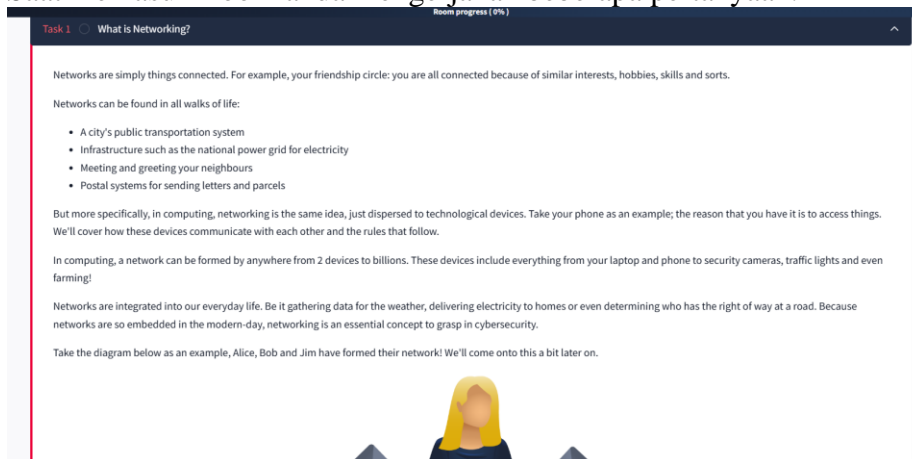 Room progress ( 0% )
Task 1 What is Networking?
Networks are simply things connected. For example, your friendship circle: you are all connected because of similar interests, hobbies, skills and sorts.
Networks can be found in all walks of life:
• A city's public transportation system
• Infrastructure such as the national power grid for electricity
• Meeting and greeting your neighbours
• Postal systems for sending letters and parcels
But more specifically, in computing, networking is the same idea, just dispersed to technological devices. Take your phone as an example; the reason that you have it is to access things.
We'll cover how these devices communicate with each other and the rules that follow.
In computing, a network can be formed by anywhere from 2 devices to billions. These devices include everything from your laptop and phone to security cameras, traffic lights and even
farming!
Networks are integrated into our everyday life. Be it gathering data for the weather, delivering electricity to homes or even determining who has the right of way at a road. Because
networks are so embedded in the modern-day, networking is an essential concept to grasp in cybersecurity.
Take the diagram below as an example, Alice, Bob and Jim have formed their network! We'll come onto this a bit later on.